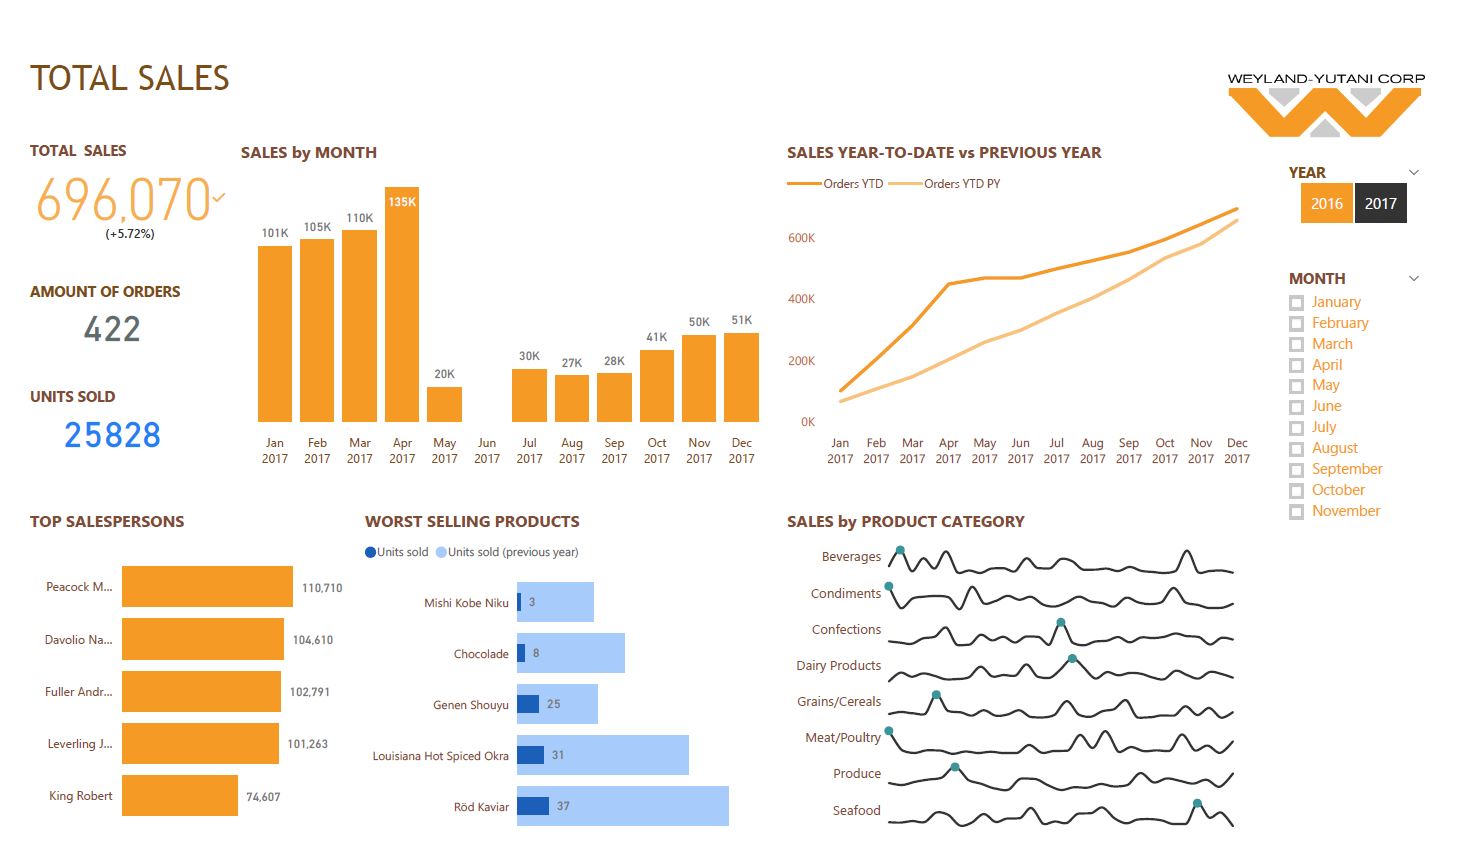 TOTAL SALES
WEYLAND-YUTANI CORP
TOTAL SALES
696,070
(+5.72%)
AMOUNT OF ORDERS
422
UNITS SOLD
25828
SALES by MONTH
101K 105K 110K 135K 20K 30K 27K 28K 41K 50K 51K
Jan Feb Mar Apr May Jun Jul Aug Sep Oct Nov Dec
2017 2017 2017 2017 2017 2017 2017 2017 2017 2017 2017 2017
SALES YEAR-TO-DATE vs PREVIOUS YEAR
Orders YTD Orders YTD PY
600K
400K
200K
0K
Jan Feb Mar Apr May Jun Jul Aug Sep Oct Nov Dec
2017 2017 2017 2017 2017 2017 2017 2017 2017 2017 2017 2017
YEAR
2016 2017
MONTH
January
February
March
April
May
June
July
August
September
October
November
TOP SALESPERSONS
Peacock M... 110,710
Davolio Na... 104,610
Fuller Andr... 102,791
Leverling J... 101,263
King Robert 74,607
WORST SELLING PRODUCTS
Units sold Units sold (previous year)
Mishi Kobe Niku 3
Chocolade 8
Genen Shouyu 25
Louisiana Hot Spiced Okra 31
Röd Kaviar 37
SALES by PRODUCT CATEGORY
Beverages
Condiments
Confections
Dairy Products
Grains/Cereals
Meat/Poultry
Produce
Seafood